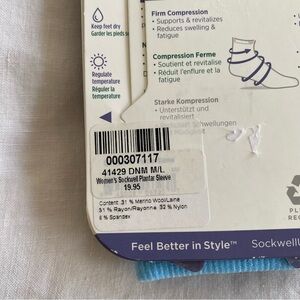 Firm Compression
• Supports & revitalizes
• Reduces swelling &
fatigue
Keep feet dry
Garder les pieds
Compression Ferme
• Soutient et revitalise
• Réduit l'enflure et la
fatigue
Regulate
temperature
Réguler la
température
Starke Kompression
• Unterstützt und
revitalisiert
Schwellungen
000307117
41429 DNM M/L
Women's Sockwell Plantar Sleeve
19.95
Content: 31 % Merino Wool/Laine
31 % Rayon/Rayonne 32 % Nylon
6 % Spandex
Feel Better in Style™
Sockwell